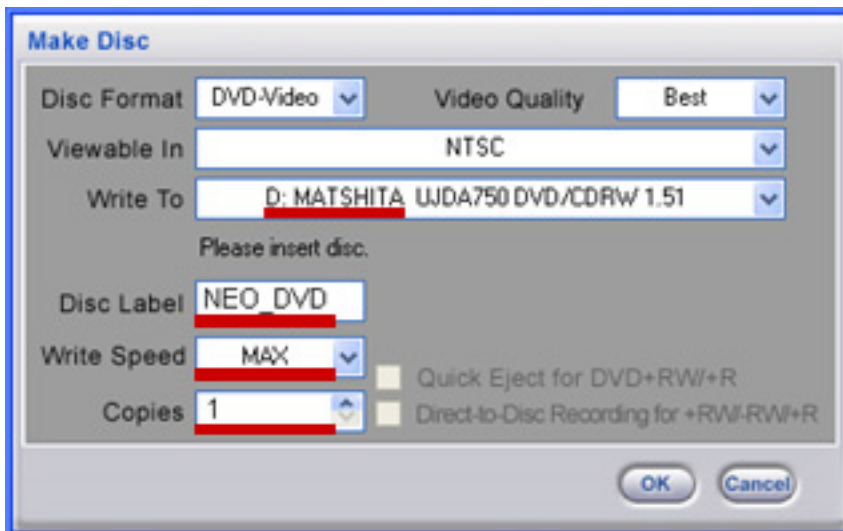 Make Disc
Disc Format DVD-Video Video Quality Best
Viewable In NTSC
Write To D: MATSHITA UJDA750 DVD/CDRW 1.51
Please insert disc.
Disc Label NEO_DVD
Write Speed MAX
Quick Eject for DVD+RW/+R
Copies 1 Direct-to-Disc Recording for +RW/-RW/+R
OK Cancel